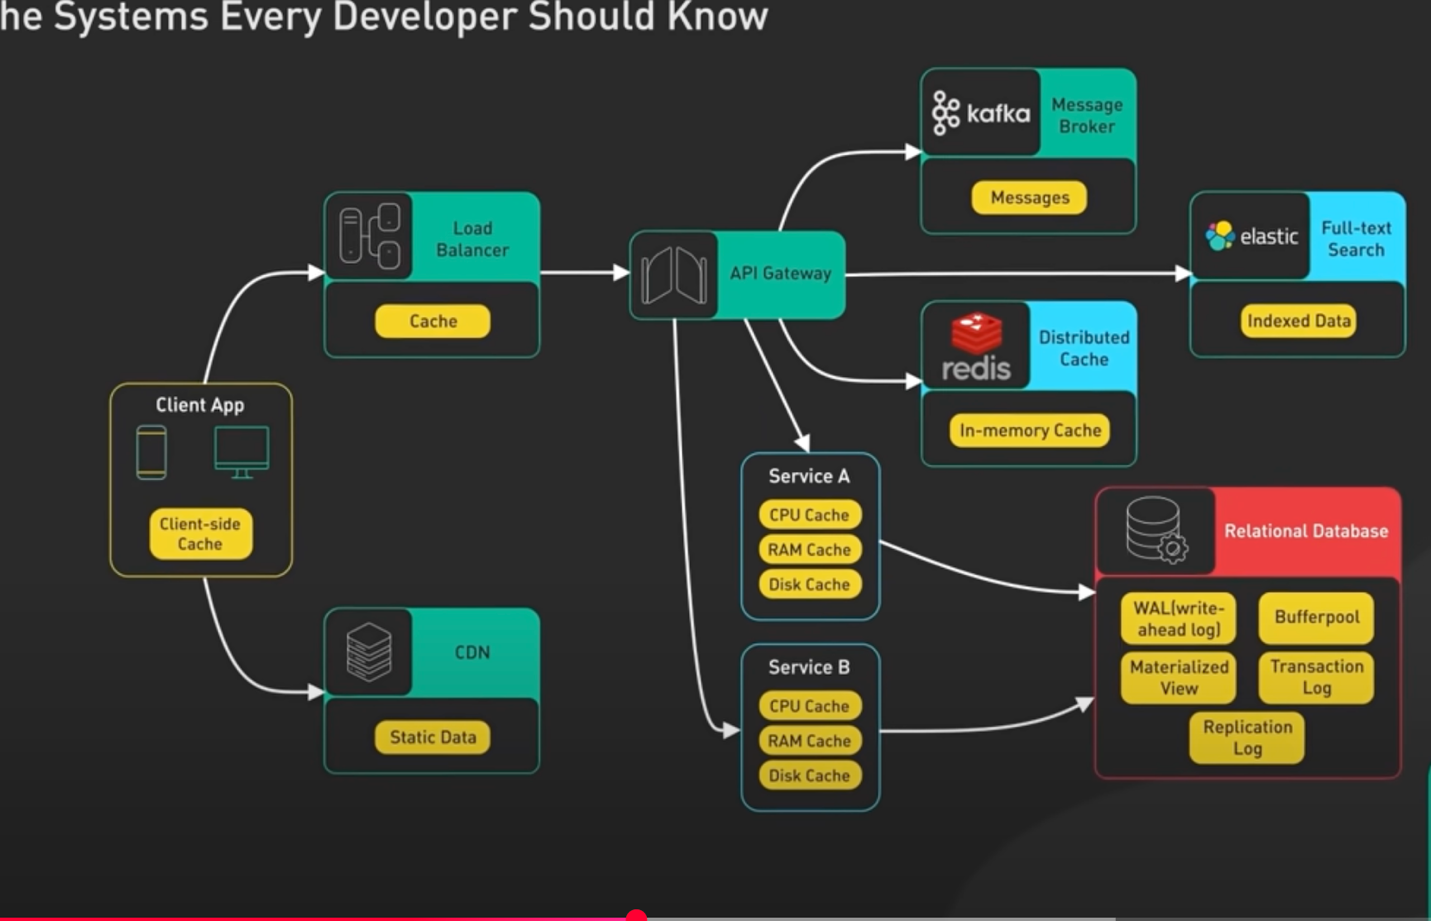 he Systems Every Developer Should Know
kafka
Message
Broker
Messages
Load
Balancer
Cache
API Gateway
elastic
Full-text
Search
Indexed Data
redis
Distributed
Cache
In-memory Cache
Client App
Client-side
Cache
Service A
CPU Cache
RAM Cache
Disk Cache
Relational Database
WAL(write-
ahead log)
Bufferpool
Materialized
View
Transaction
Log
Replication
Log
CDN
Static Data
Service B
CPU Cache
RAM Cache
Disk Cache